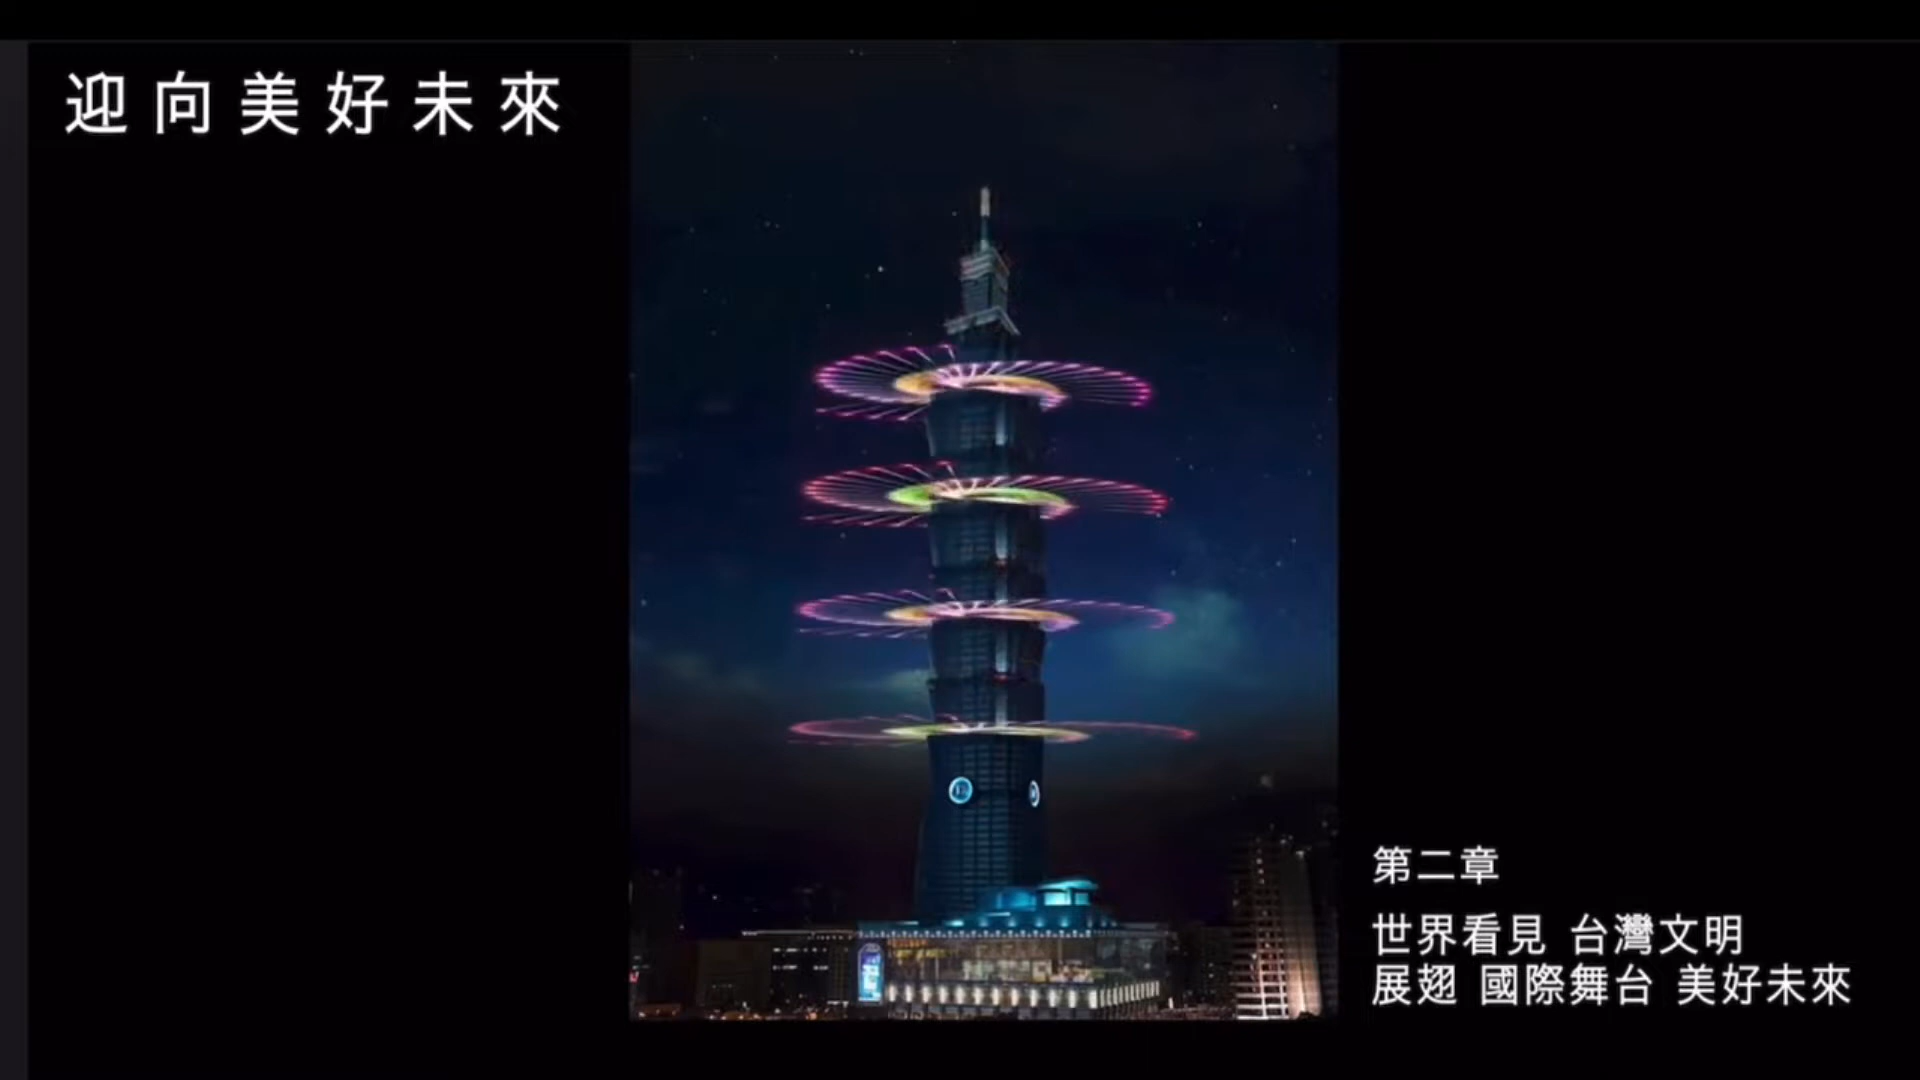 迎向美好未來
第二章
世界看見 台灣文明
展翅 國際舞台 美好未來